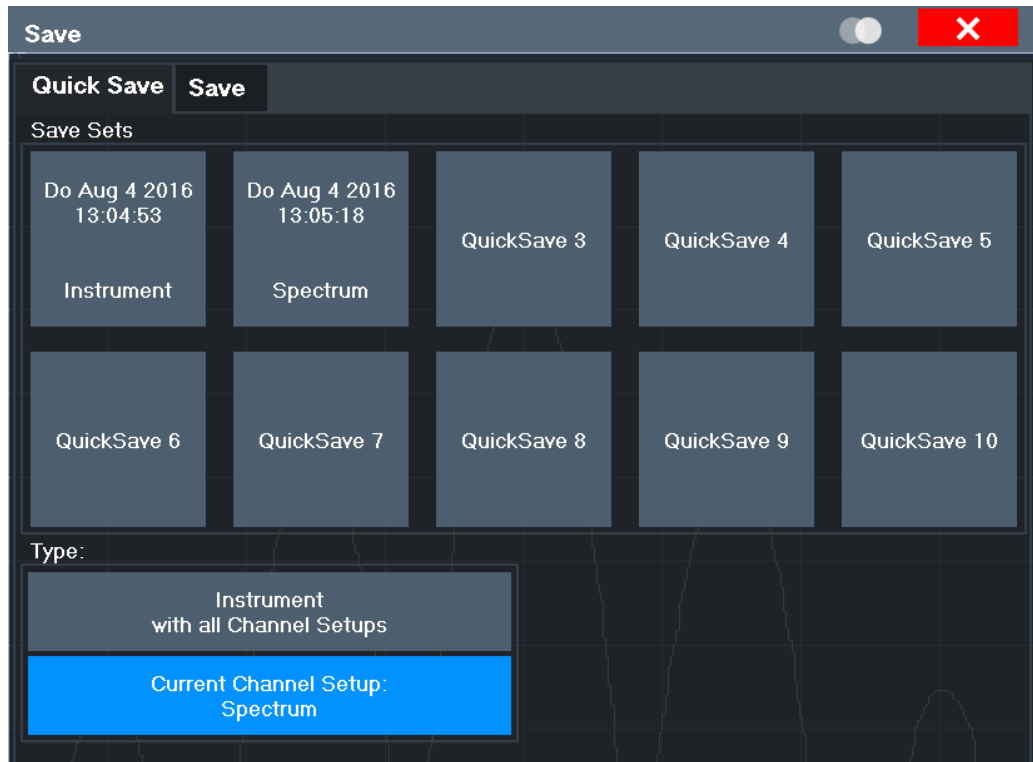 Save
Quick Save Save
Save Sets
Do Aug 4 2016
13:04:53
Instrument
Do Aug 4 2016
13:05:18
Spectrum
QuickSave 3
QuickSave 4
QuickSave 5
QuickSave 6
QuickSave 7
QuickSave 8
QuickSave 9
QuickSave 10
Type:
Instrument
with all Channel Setups
Current Channel Setup:
Spectrum